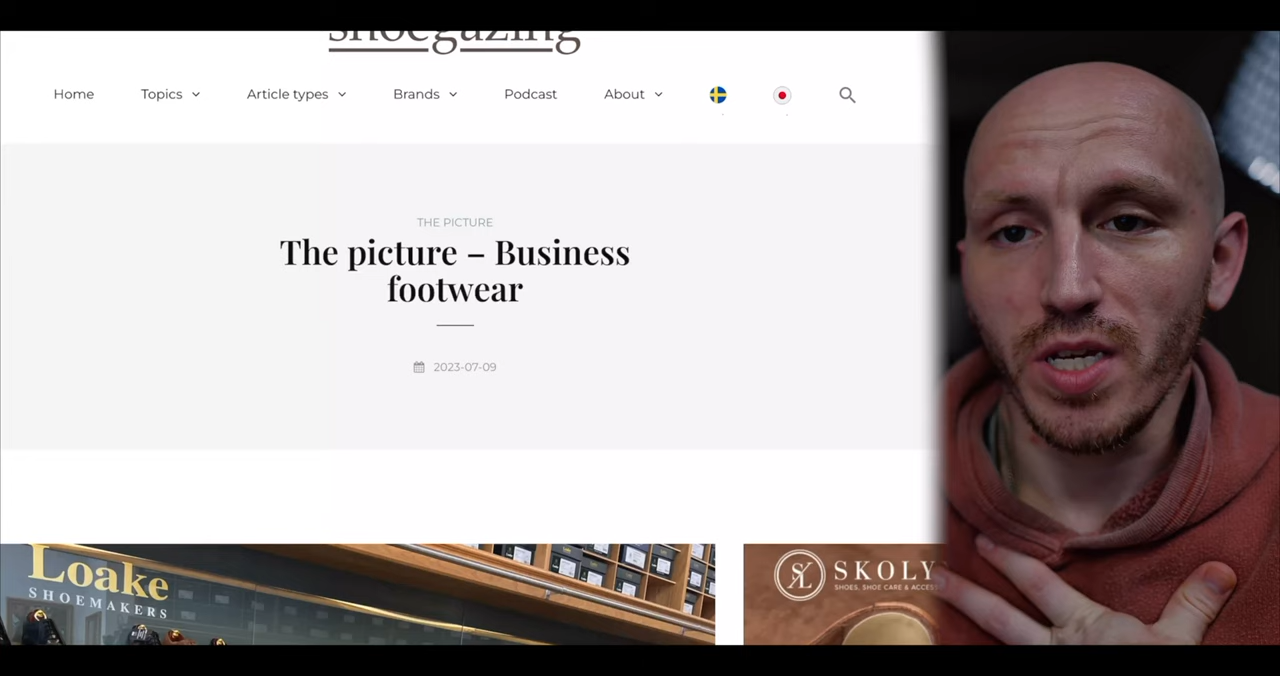 shoegazing
Home Topics Article types Brands Podcast About
THE PICTURE
The picture – Business
footwear
2023-07-09
Loake
SHOEMAKERS
SKOLY
SHOES, SHOE CARE &